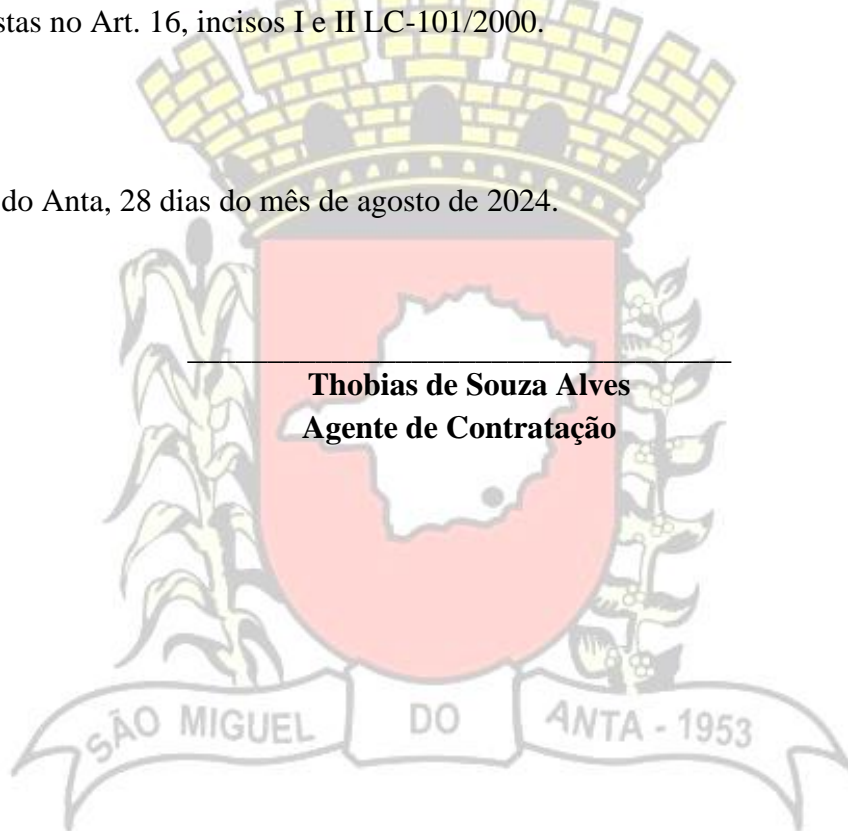 stas no Art. 16, incisos I e II LC-101/2000.
do Anta, 28 dias do mês de agosto de 2024.
Thobias de Souza Alves
Agente de Contratação
SÃO MIGUEL DO ANTA - 1953